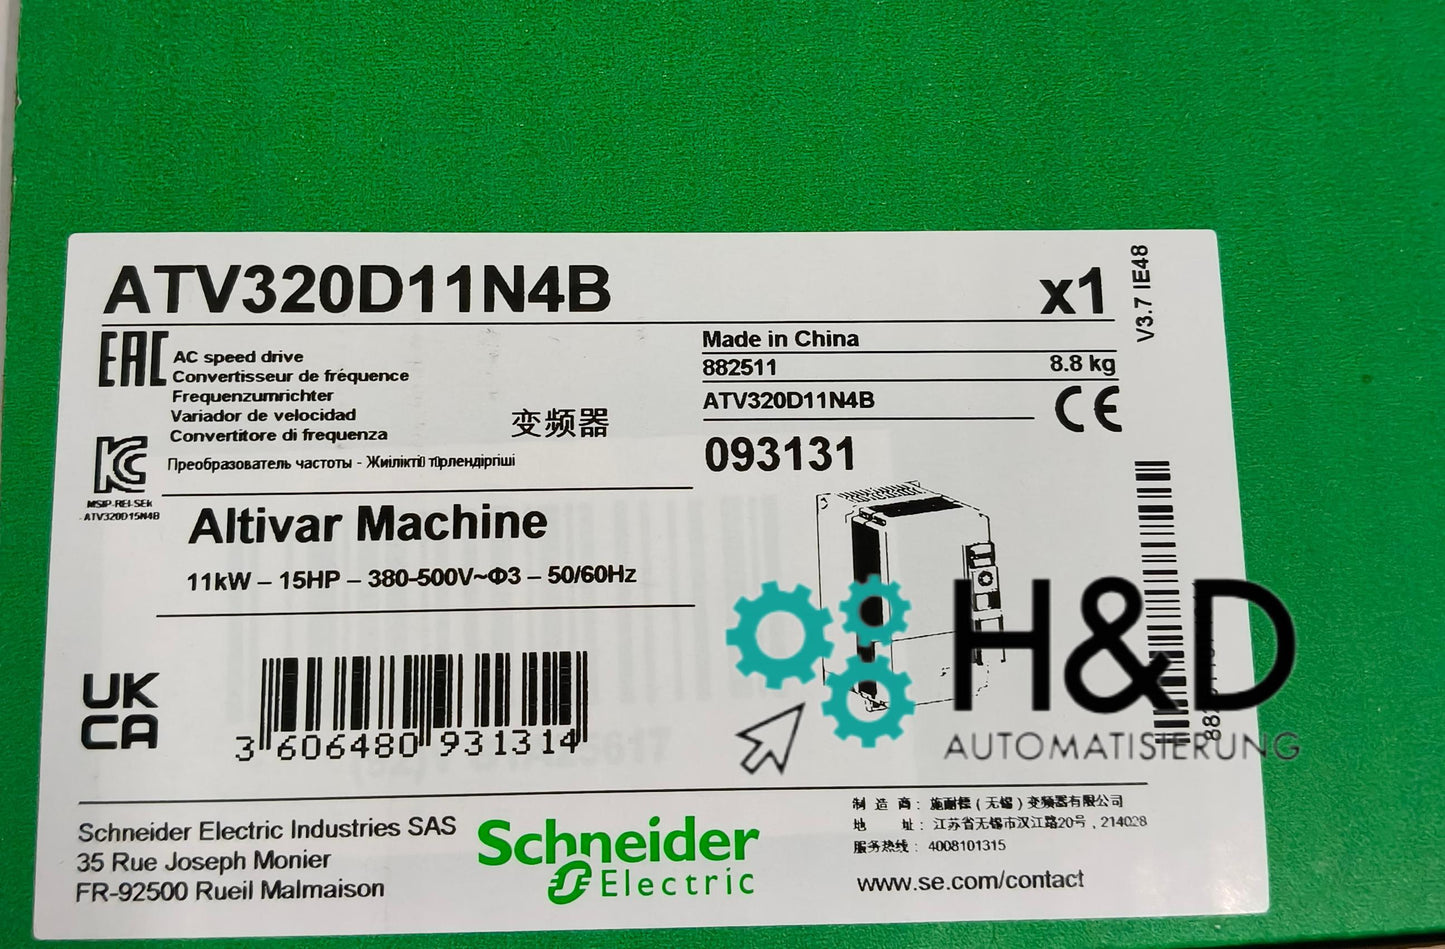 ATV320D11N4B
x1
V3.7 IE48
EAC
AC speed drive
Convertisseur de fréquence
Frequenzumrichter
Variador de velocidad
Convertitore di frequenza
变频器
Преобразователь частоты - Жиілікті түрлендіргіші
Made in China
882511
8.8 kg
ATV320D11N4B
CE
093131
MSIP-REI-SEk
- ATV320D15N4B
Altivar Machine
11kW – 15HP – 380-500V~Φ3 – 50/60Hz
UK
CA
3 606480 931314
H&D
AUTOMATISIERUNG
Schneider Electric Industries SAS
35 Rue Joseph Monier
FR-92500 Rueil Malmaison
Schneider
Electric
制 造 商：施耐德（无锡）变频器有限公司
地 址：江苏省无锡市汉江路20号，214028
服务热线：4008101315
www.se.com/contact